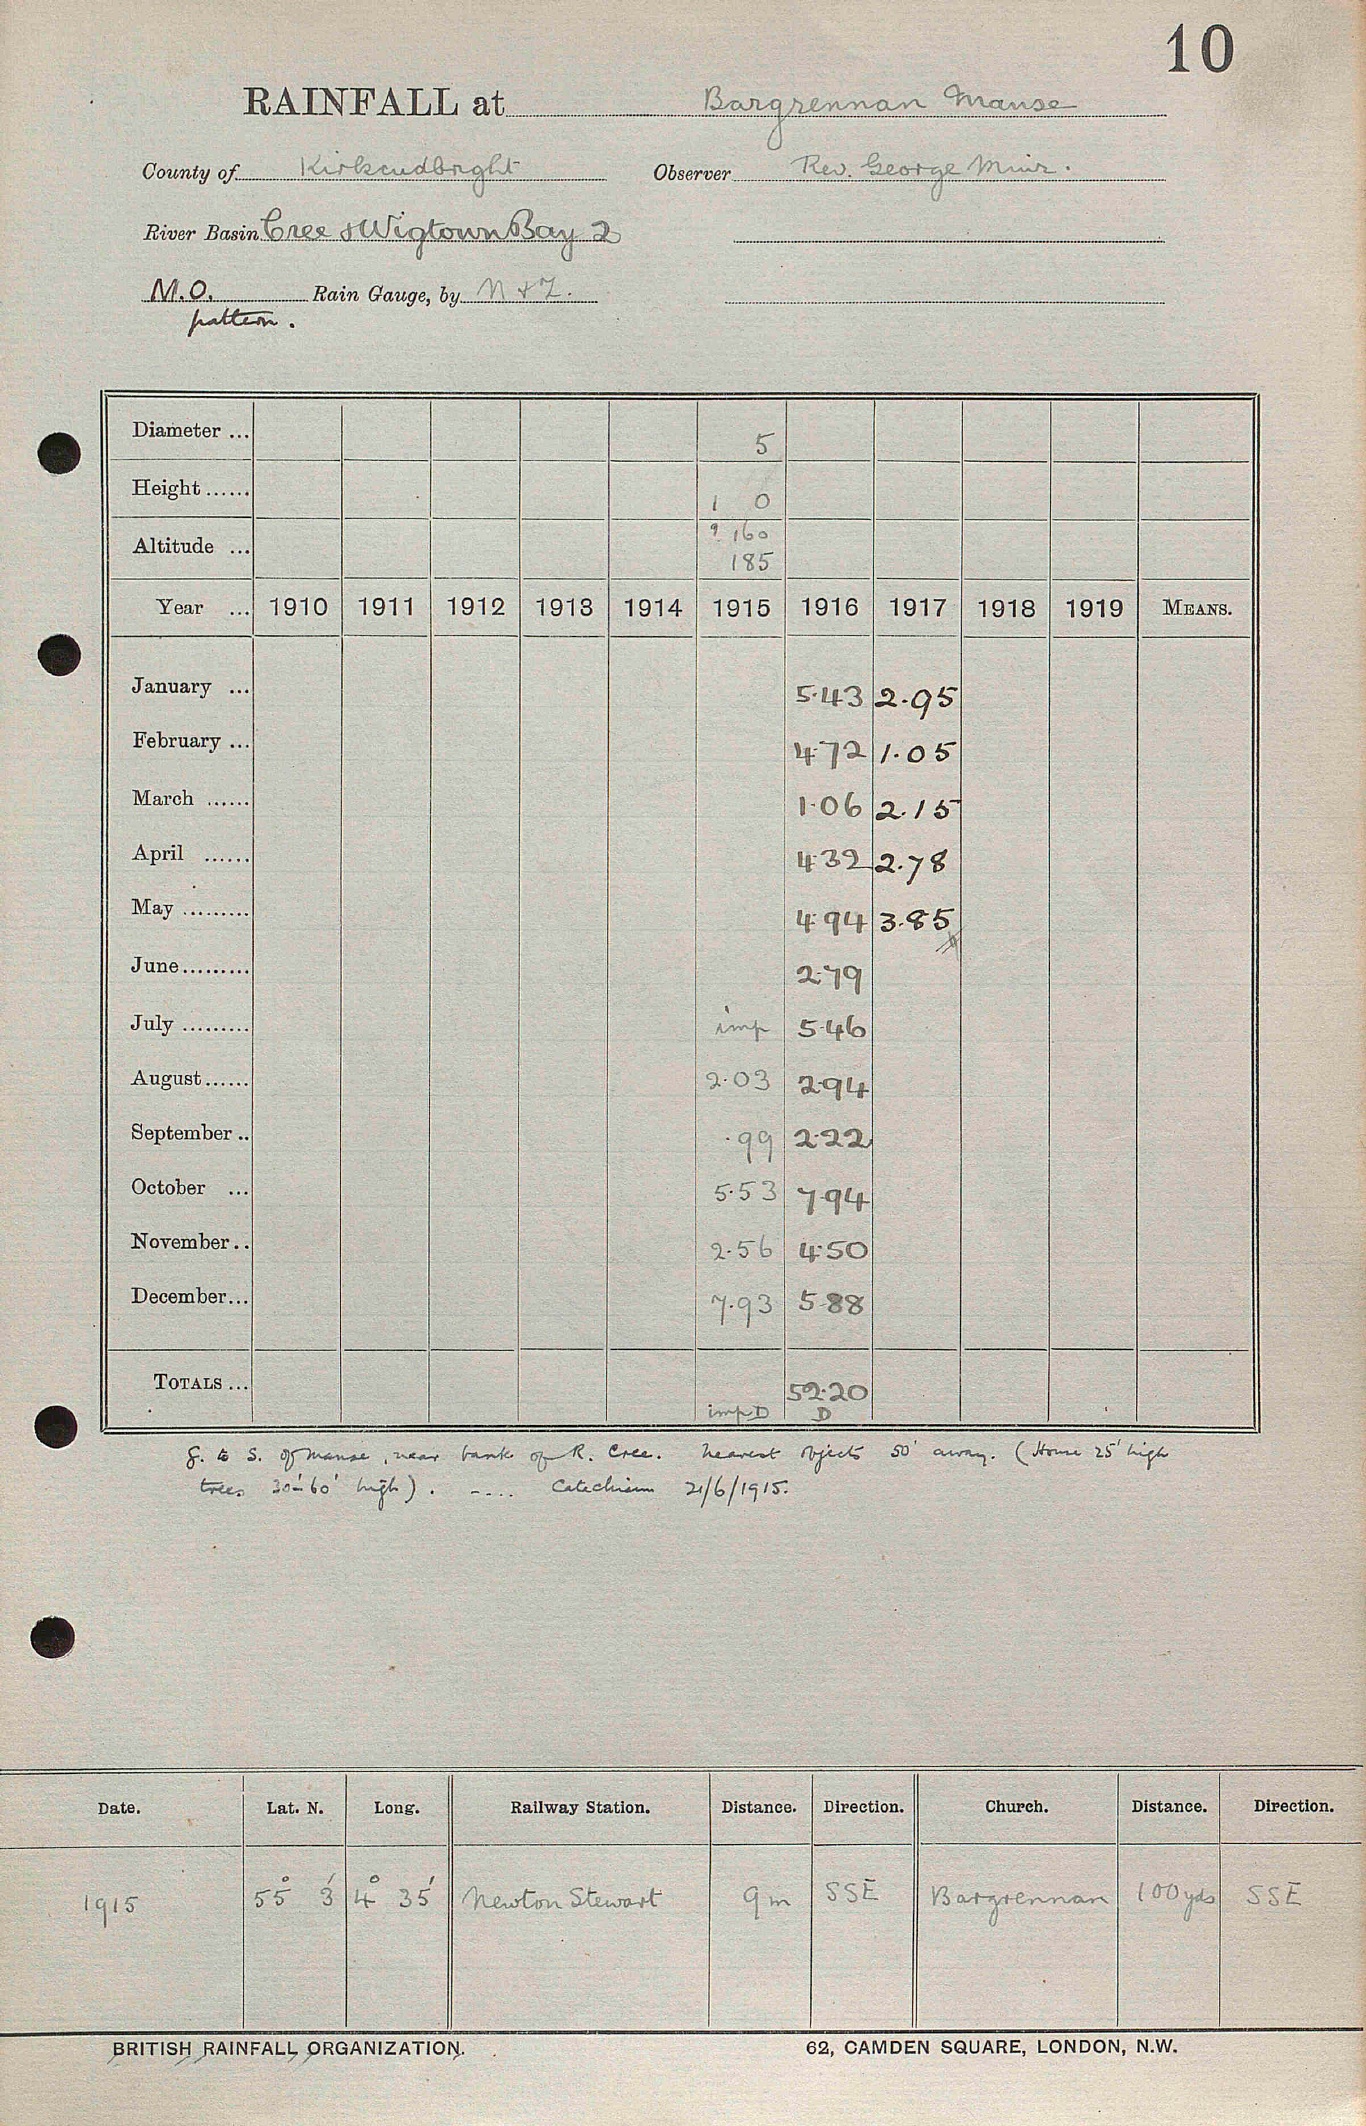 10
RAINFALL at Bargrennan Manse
County of Kirkcudbright Observer Rev. George Muir.
River Basin Cree & Wigtown Bay 2
M.O. Rain Gauge, by N & Z.
pattern.
Diameter ... 5
Height ...... 1 0
? 160
Altitude ... 185
Year ... 1910 1911 1912 1913 1914 1915 1916 1917 1918 1919 MEANS.
January ... 5.43 2.95
February ... 4.72 1.05
March ...... 1.06 2.15
April ...... 4.32 2.78
May ......... 4.94 3.85
June ......... 2.79
July ......... imp 5.46
August ...... 2.03 2.94
September .. .99 2.22
October ... 5.53 7.94
November .. 2.56 4.50
December ... 7.93 5.88
TOTALS ... 52.20
imp D D
g. to S. of manse, near bank of R. Cree. nearest objects 50' away. (House 25' high
trees 30'-60' high). -.... Catechism 21/6/1915.
Date. Lat. N. Long. Railway Station. Distance. Direction. Church. Distance. Direction.
1915 55° 3' 4° 35' Newton Stewart 9m SSE Bargrennan 100yds SSE
BRITISH RAINFALL ORGANIZATION. 62, CAMDEN SQUARE, LONDON, N.W.